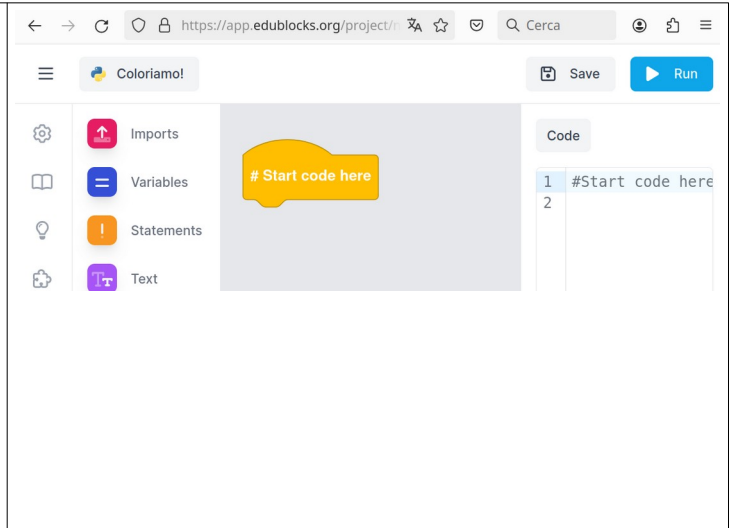 https://app.edublocks.org/project/n
Cerca
Coloriamo!
Save
Run
Imports
Variables
Statements
Text
# Start code here
Code
1 #Start code here
2